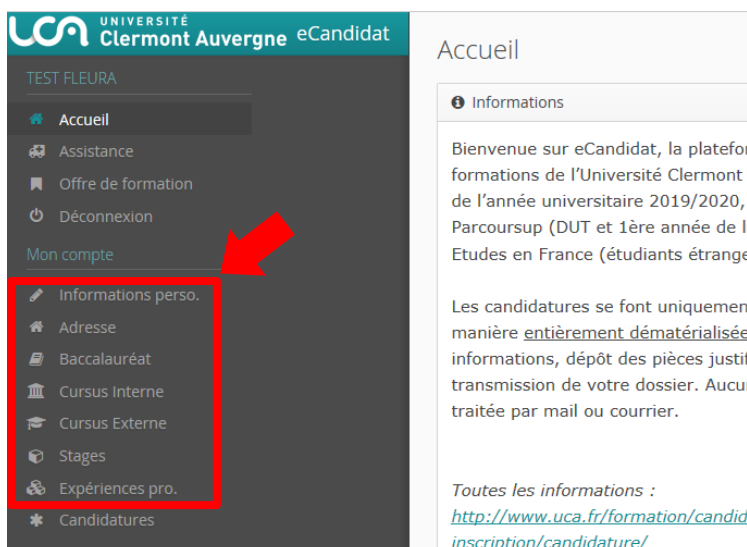 UNIVERSITÉ
Clermont Auvergne eCandidat
TEST FLEURA
Accueil
Assistance
Offre de formation
Déconnexion
Mon compte
Informations perso.
Adresse
Baccalauréat
Cursus Interne
Cursus Externe
Stages
Expériences pro.
Candidatures
Accueil
Informations
Bienvenue sur eCandidat, la platefor
formations de l'Université Clermont
de l'année universitaire 2019/2020,
Parcoursup (DUT et 1ère année de l
Etudes en France (étudiants étrange
Les candidatures se font uniquemen
manière entièrement dématérialisée
informations, dépôt des pièces justif
transmission de votre dossier. Aucu
traitée par mail ou courrier.
Toutes les informations :
http://www.uca.fr/formation/candid
inscription/candidature/